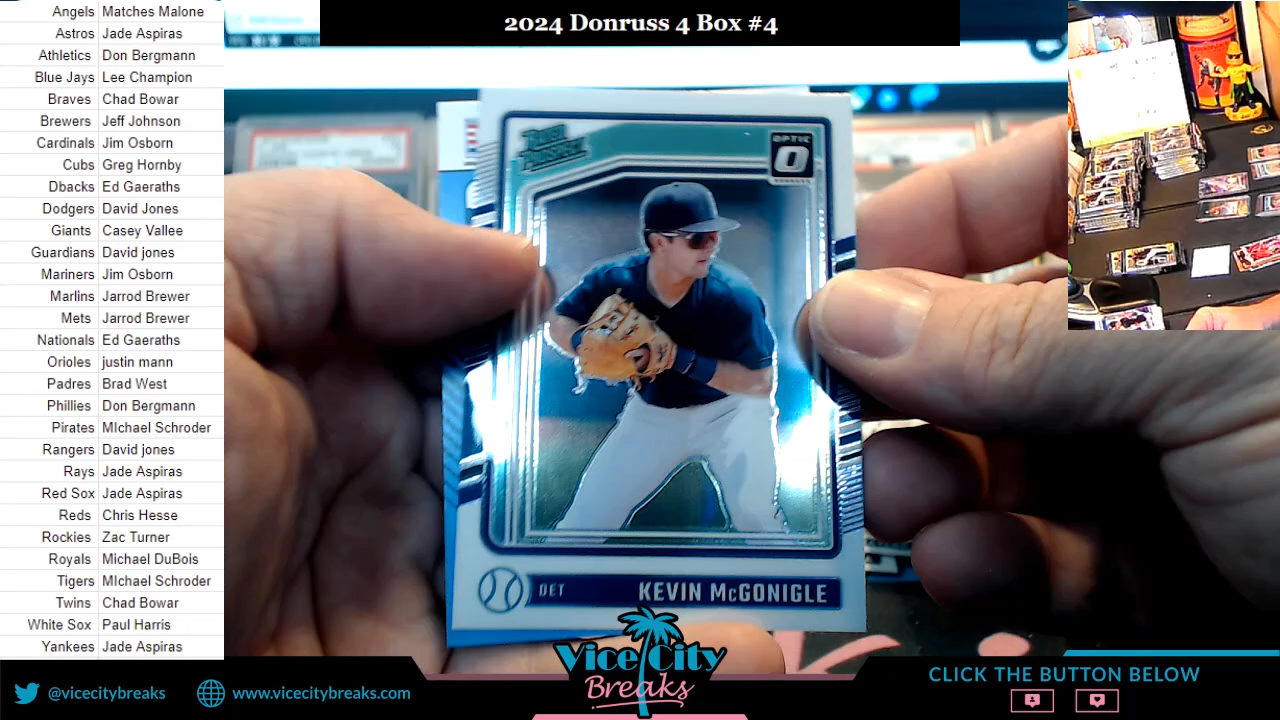 2024 Donruss 4 Box #4
Angels Matches Malone
Astros Jade Aspiras
Athletics Don Bergmann
Blue Jays Lee Champion
Braves Chad Bowar
Brewers Jeff Johnson
Cardinals Jim Osborn
Cubs Greg Hornby
Dbacks Ed Gaeraths
Dodgers David Jones
Giants Casey Vallee
Guardians David jones
Mariners Jim Osborn
Marlins Jarrod Brewer
Mets Jarrod Brewer
Nationals Ed Gaeraths
Orioles justin mann
Padres Brad West
Phillies Don Bergmann
Pirates MIchael Schroder
Rangers David jones
Rays Jade Aspiras
Red Sox Jade Aspiras
Reds Chris Hesse
Rockies Zac Turner
Royals Michael DuBois
Tigers MIchael Schroder
Twins Chad Bowar
White Sox Paul Harris
Yankees Jade Aspiras
RATED
PROSPECT
OPTIC
DONRUSS
DET KEVIN McGONIGLE
Vice City
Breaks
@vicecitybreaks www.vicecitybreaks.com
CLICK THE BUTTON BELOW